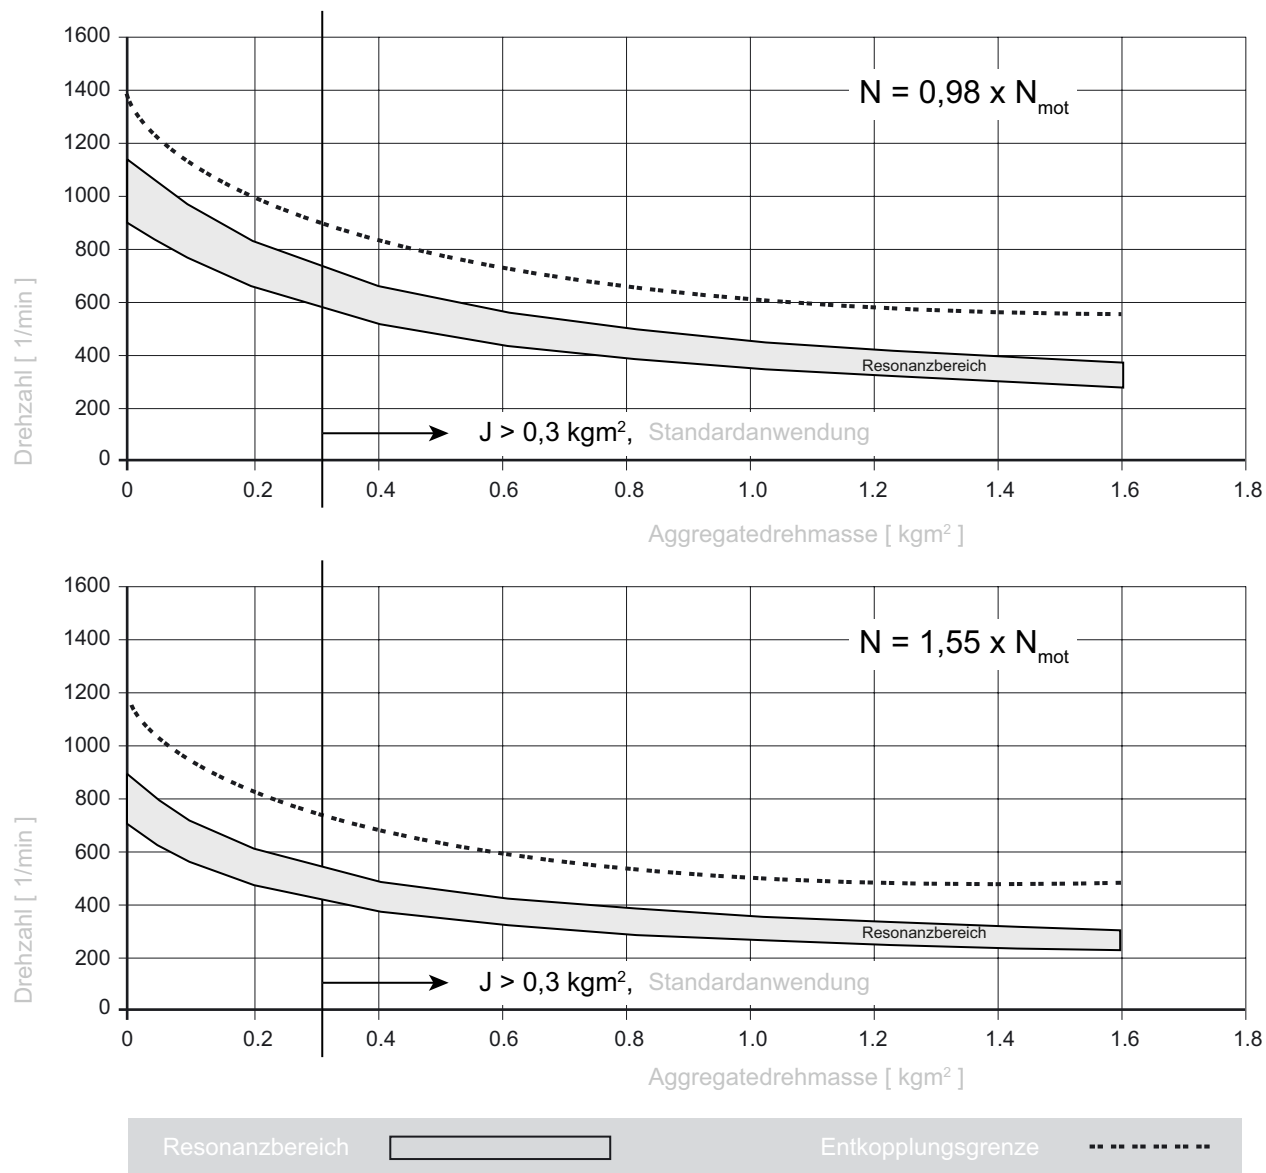 1600
1400
1200
1000
800
600
400
200
0
Drehzahl [ 1/min ]
N = 0,98 x Nmot
Resonanzbereich
J > 0,3 kgm², Standardanwendung
0 0.2 0.4 0.6 0.8 1.0 1.2 1.4 1.6 1.8
Aggregatedrehmasse [ kgm² ]
1600
1400
1200
1000
800
600
400
200
0
Drehzahl [ 1/min ]
N = 1,55 x Nmot
Resonanzbereich
J > 0,3 kgm², Standardanwendung
0 0.2 0.4 0.6 0.8 1.0 1.2 1.4 1.6 1.8
Aggregatedrehmasse [ kgm² ]
Resonanzbereich Entkopplungsgrenze